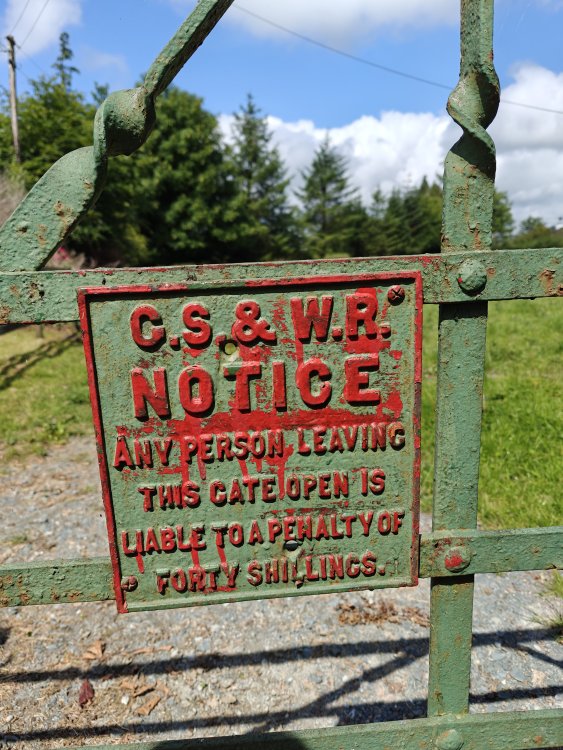 C.S. & W.R.
NOTICE
ANY PERSON LEAVING
THIS GATE OPEN IS
LIABLE TO A PENALTY OF
FORTY SHILLINGS.